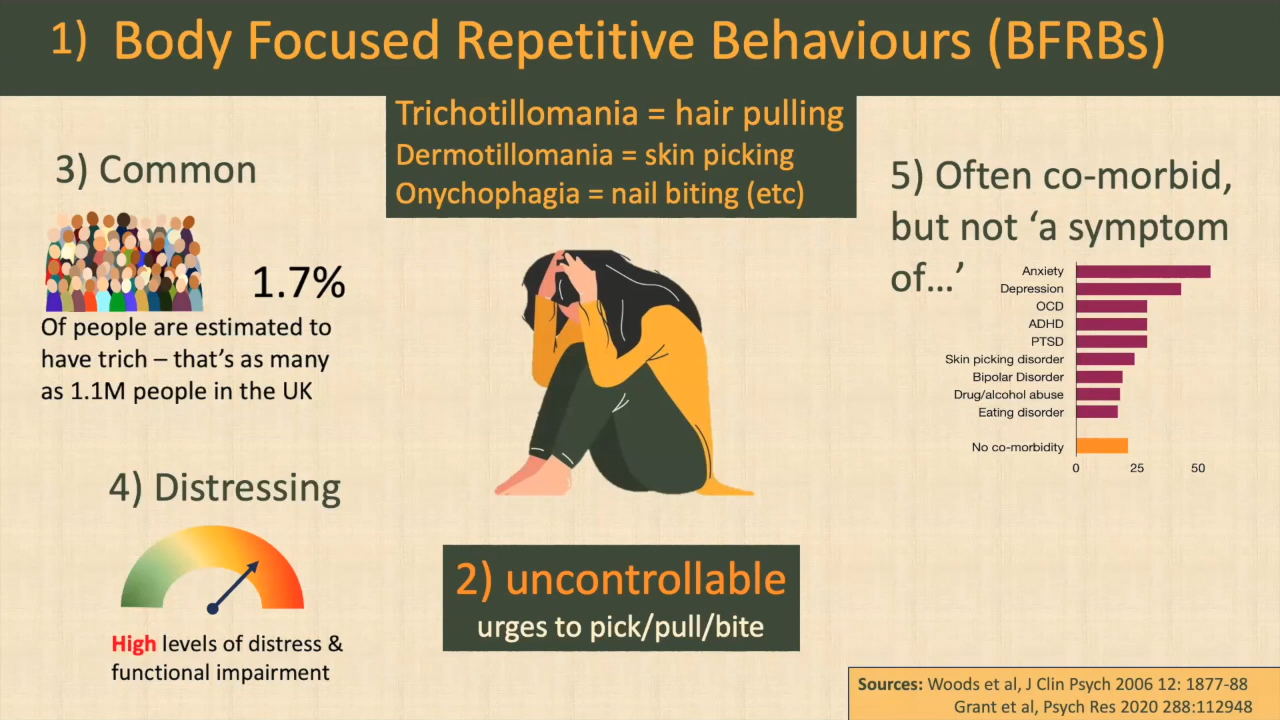 1) Body Focused Repetitive Behaviours (BFRBs)
Trichotillomania = hair pulling
Dermotillomania = skin picking
Onychophagia = nail biting (etc)
3) Common
1.7%
Of people are estimated to
have trich – that's as many
as 1.1M people in the UK
4) Distressing
High levels of distress &
functional impairment
2) uncontrollable
urges to pick/pull/bite
5) Often co-morbid,
but not ‘a symptom
of…’
Anxiety
Depression
OCD
ADHD
PTSD
Skin picking disorder
Bipolar Disorder
Drug/alcohol abuse
Eating disorder
No co-morbidity
0 25 50
Sources: Woods et al, J Clin Psych 2006 12: 1877-88
Grant et al, Psych Res 2020 288:112948